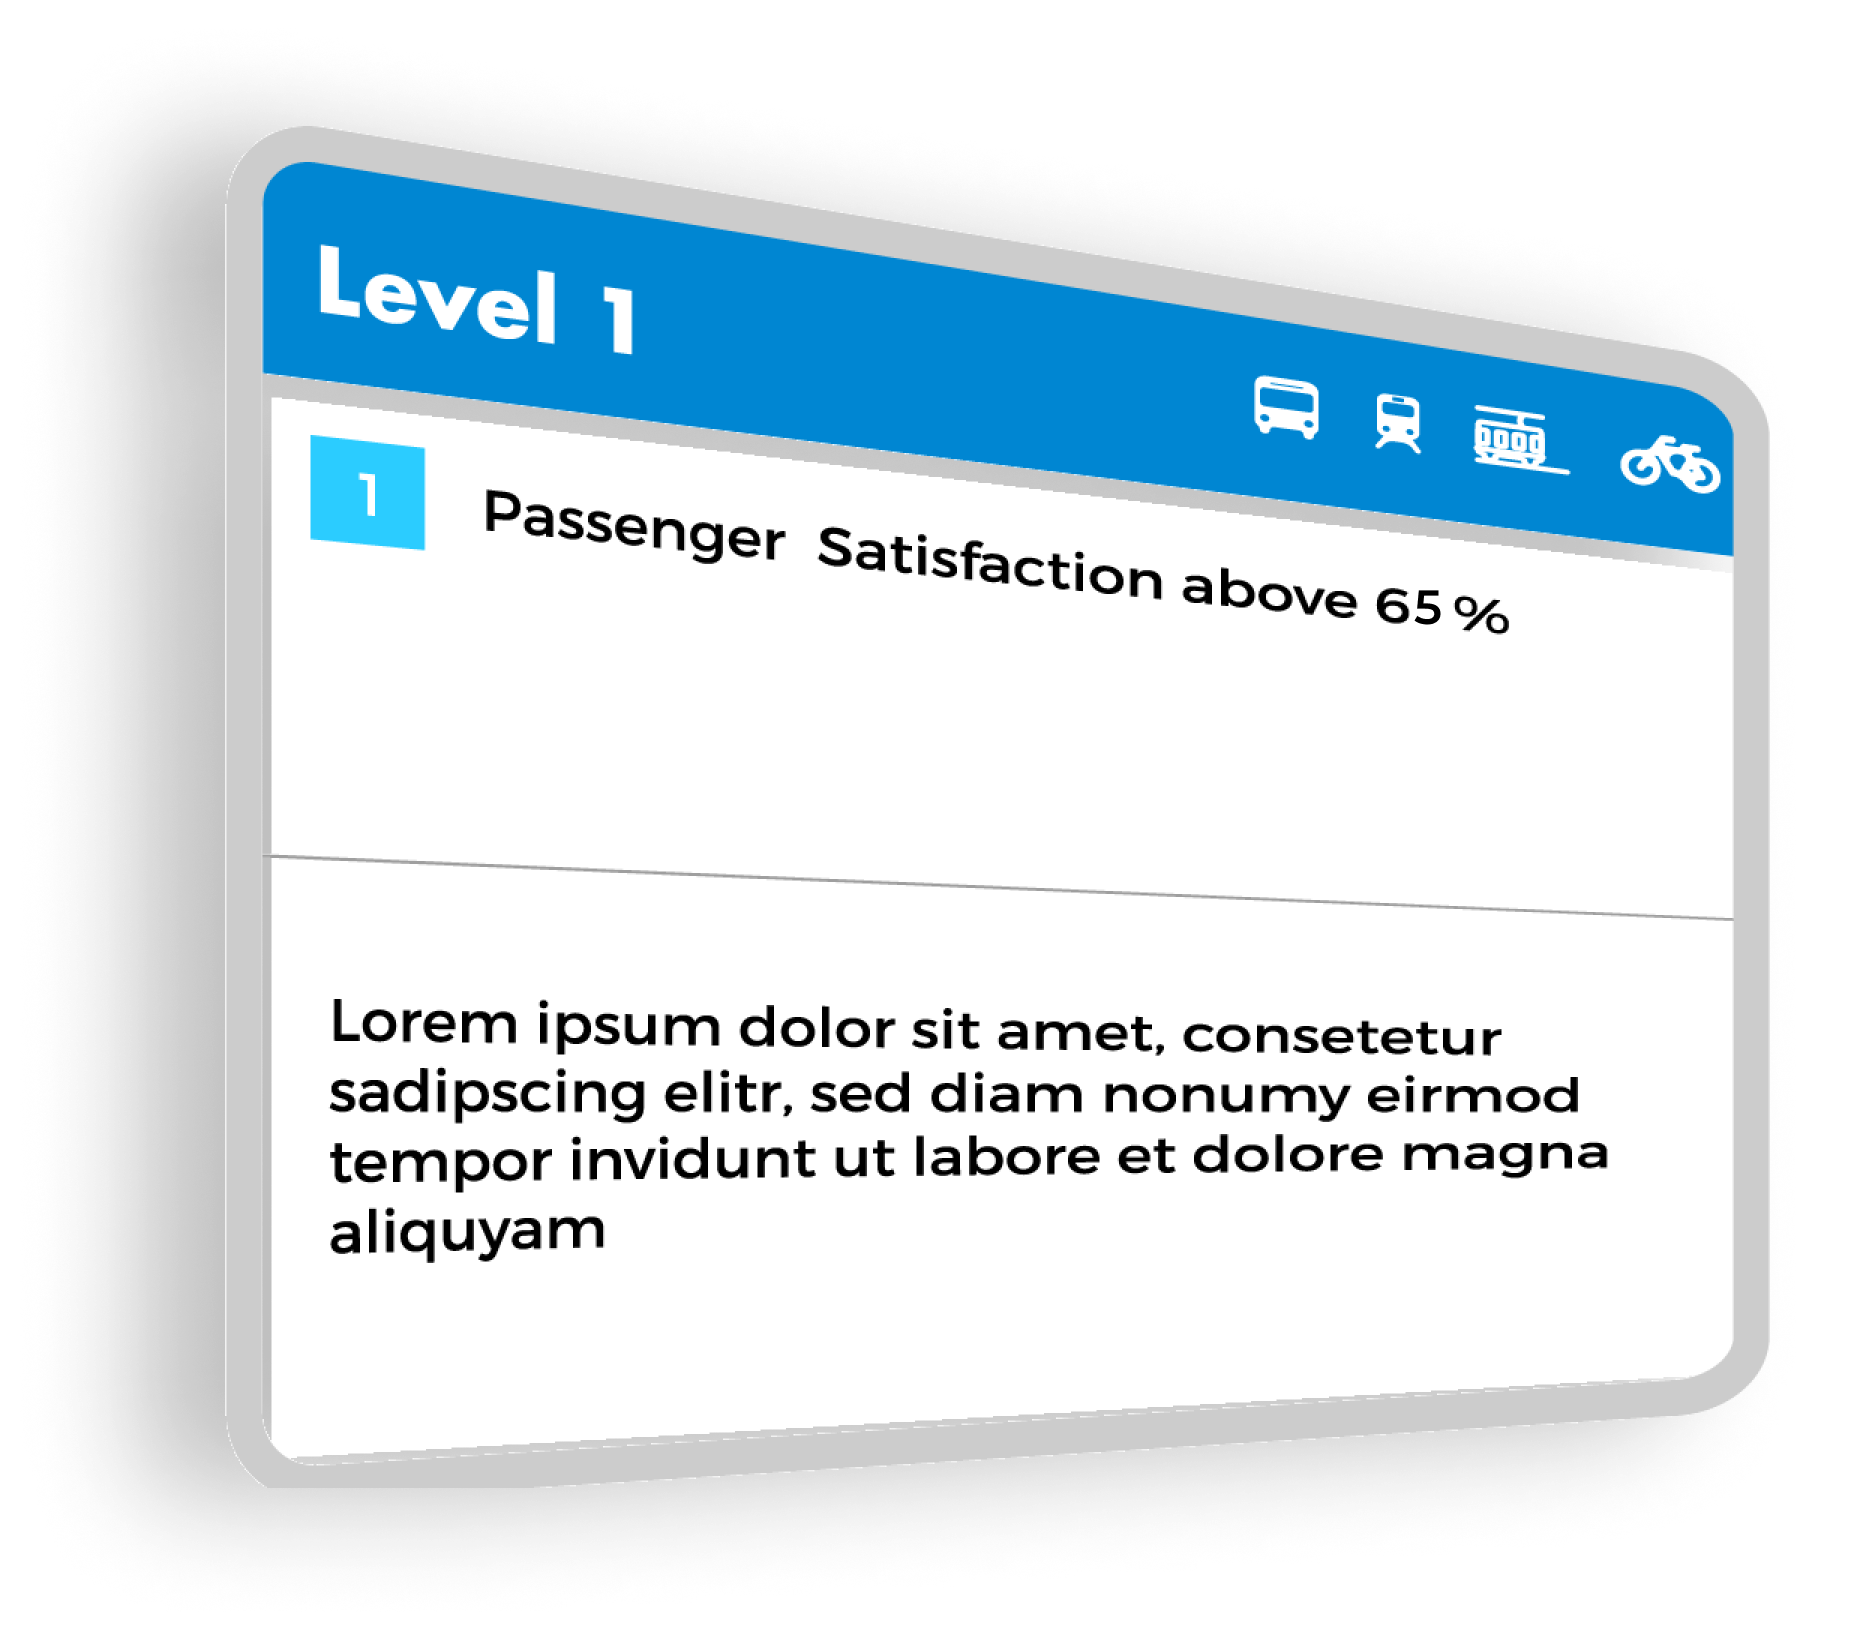 Level 1
1
Passenger Satisfaction above 65%
Lorem ipsum dolor sit amet, consetetur
sadipscing elitr, sed diam nonumy eirmod
tempor invidunt ut labore et dolore magna
aliquyam